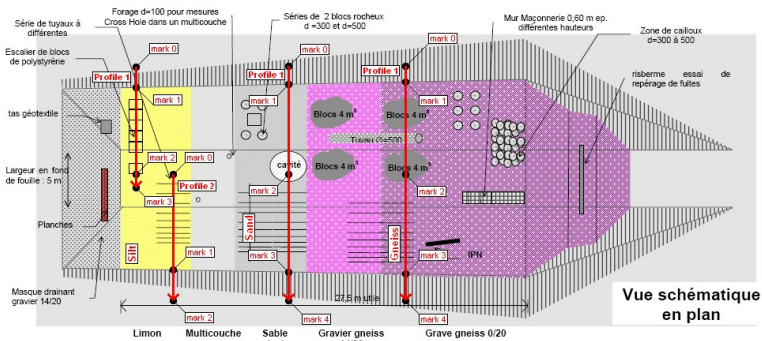 Forage d=100 pour mesures
Cross Hole dans un multicouche
Séries de 2 blocs rocheux
d =300 et d=500
Mur Maçonnerie 0,60 m ep.
différentes hauteurs
Zone de cailloux
d=300 à 500
Série de tuyaux à
différentes
Escalier de blocs
de polystyrène
mark 0
mark 0
mark 0
Profile 1
Profile 1
Profile 1
risberme essai de
repérage de fuites
mark 1
mark 1
mark 1
tas géotextile
Blocs 4 m³
Blocs 4 m³
Tuyau Ø=500
mark 2
mark 0
cavité
Blocs 4 m³
Blocs 4 m³
Largeur en fond
de fouille : 5 m
Profile 2
mark 2
mark 2
mark 3
Planches
Silt
Sand
Gneiss
mark 1
mark 3
mark 3
IPN
Masque drainant
gravier 14/20
27,5 m utile
mark 2
mark 4
mark 4
Vue schématique
en plan
Limon Multicouche Sable Gravier gneiss Grave gneiss 0/20